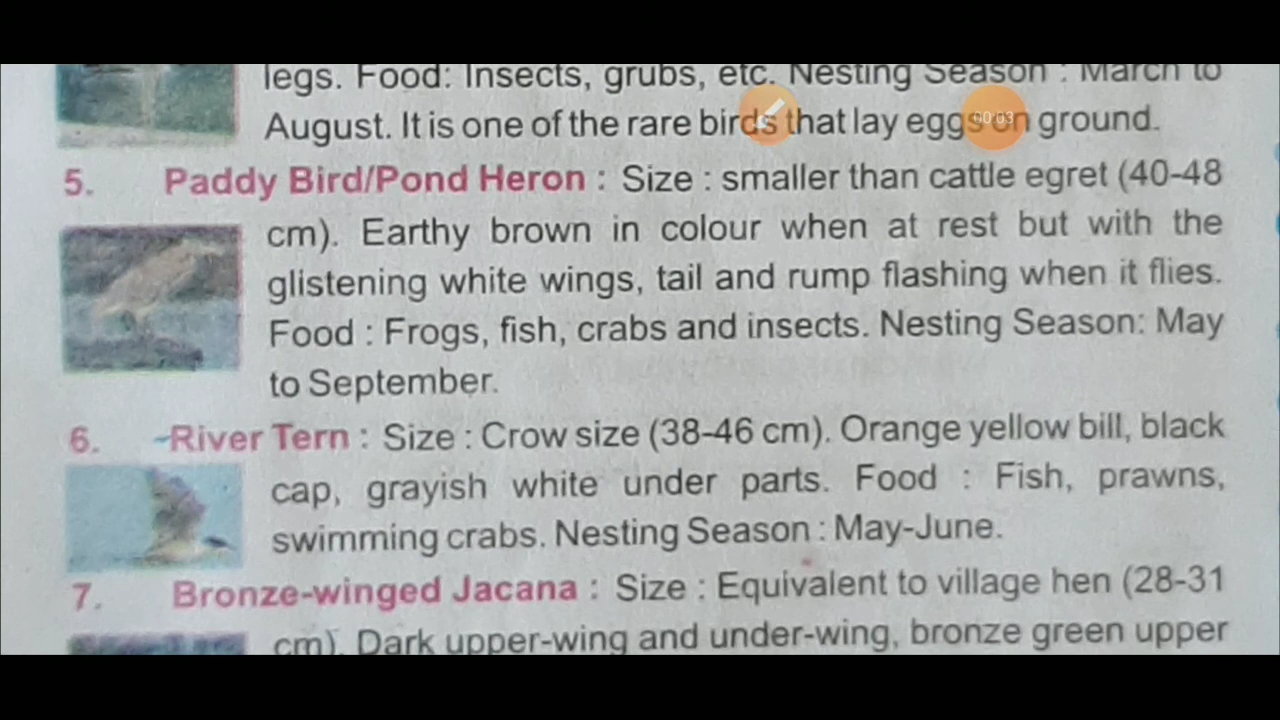 legs. Food: Insects, grubs, etc. Nesting Season : March to
August. It is one of the rare birds that lay eggs on ground.
00:03
5. Paddy Bird/Pond Heron : Size : smaller than cattle egret (40-48
cm). Earthy brown in colour when at rest but with the
glistening white wings, tail and rump flashing when it flies.
Food : Frogs, fish, crabs and insects. Nesting Season: May
to September.
6. River Tern : Size : Crow size (38-46 cm). Orange yellow bill, black
cap, grayish white under parts. Food : Fish, prawns,
swimming crabs. Nesting Season : May-June.
7. Bronze-winged Jacana : Size : Equivalent to village hen (28-31
cm). Dark upper-wing and under-wing, bronze green upper